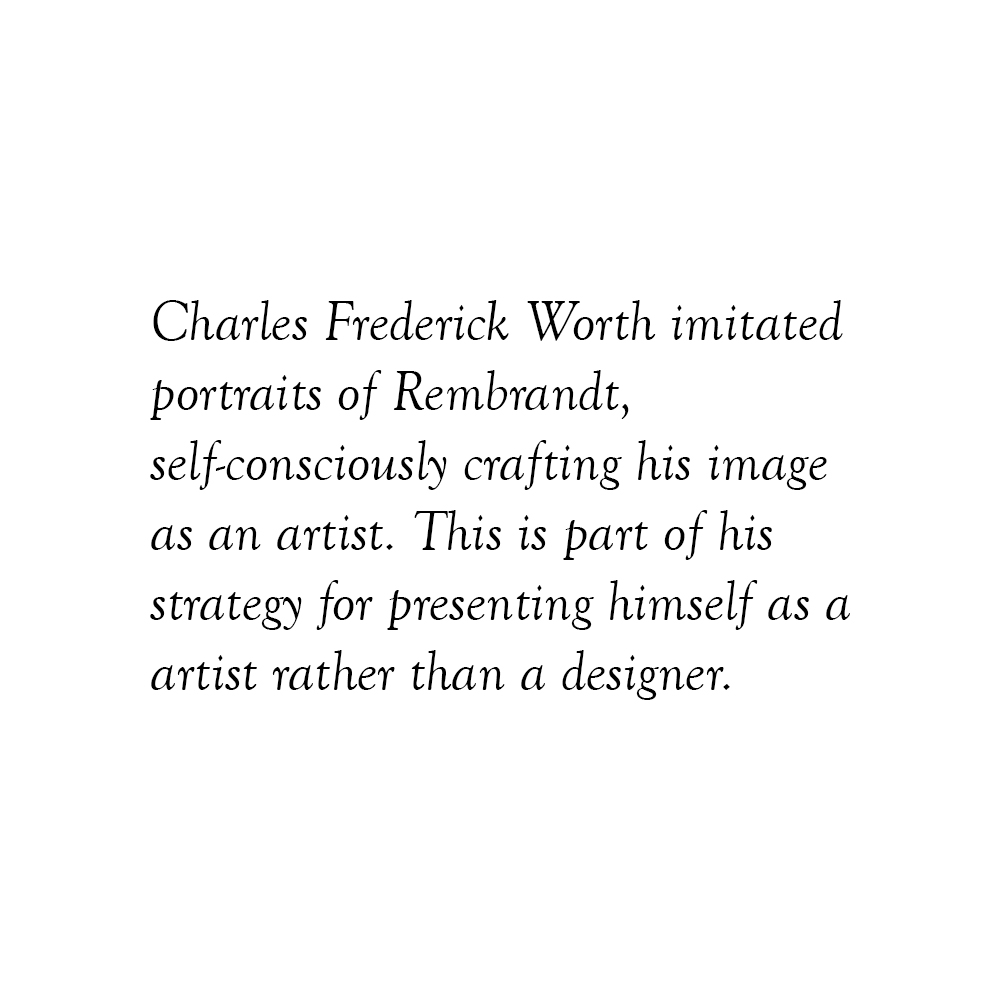 Charles Frederick Worth imitated
portraits of Rembrandt,
self-consciously crafting his image
as an artist. This is part of his
strategy for presenting himself as a
artist rather than a designer.